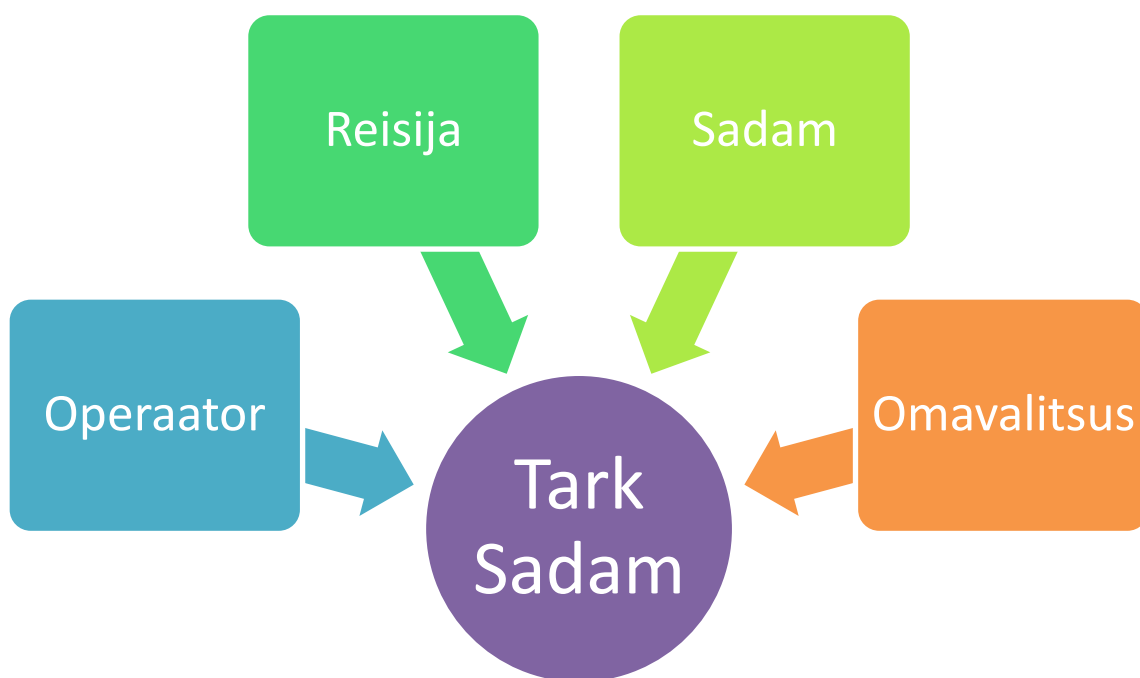 Reisija
Sadam
Operaator
Omavalitsus
Tark
Sadam